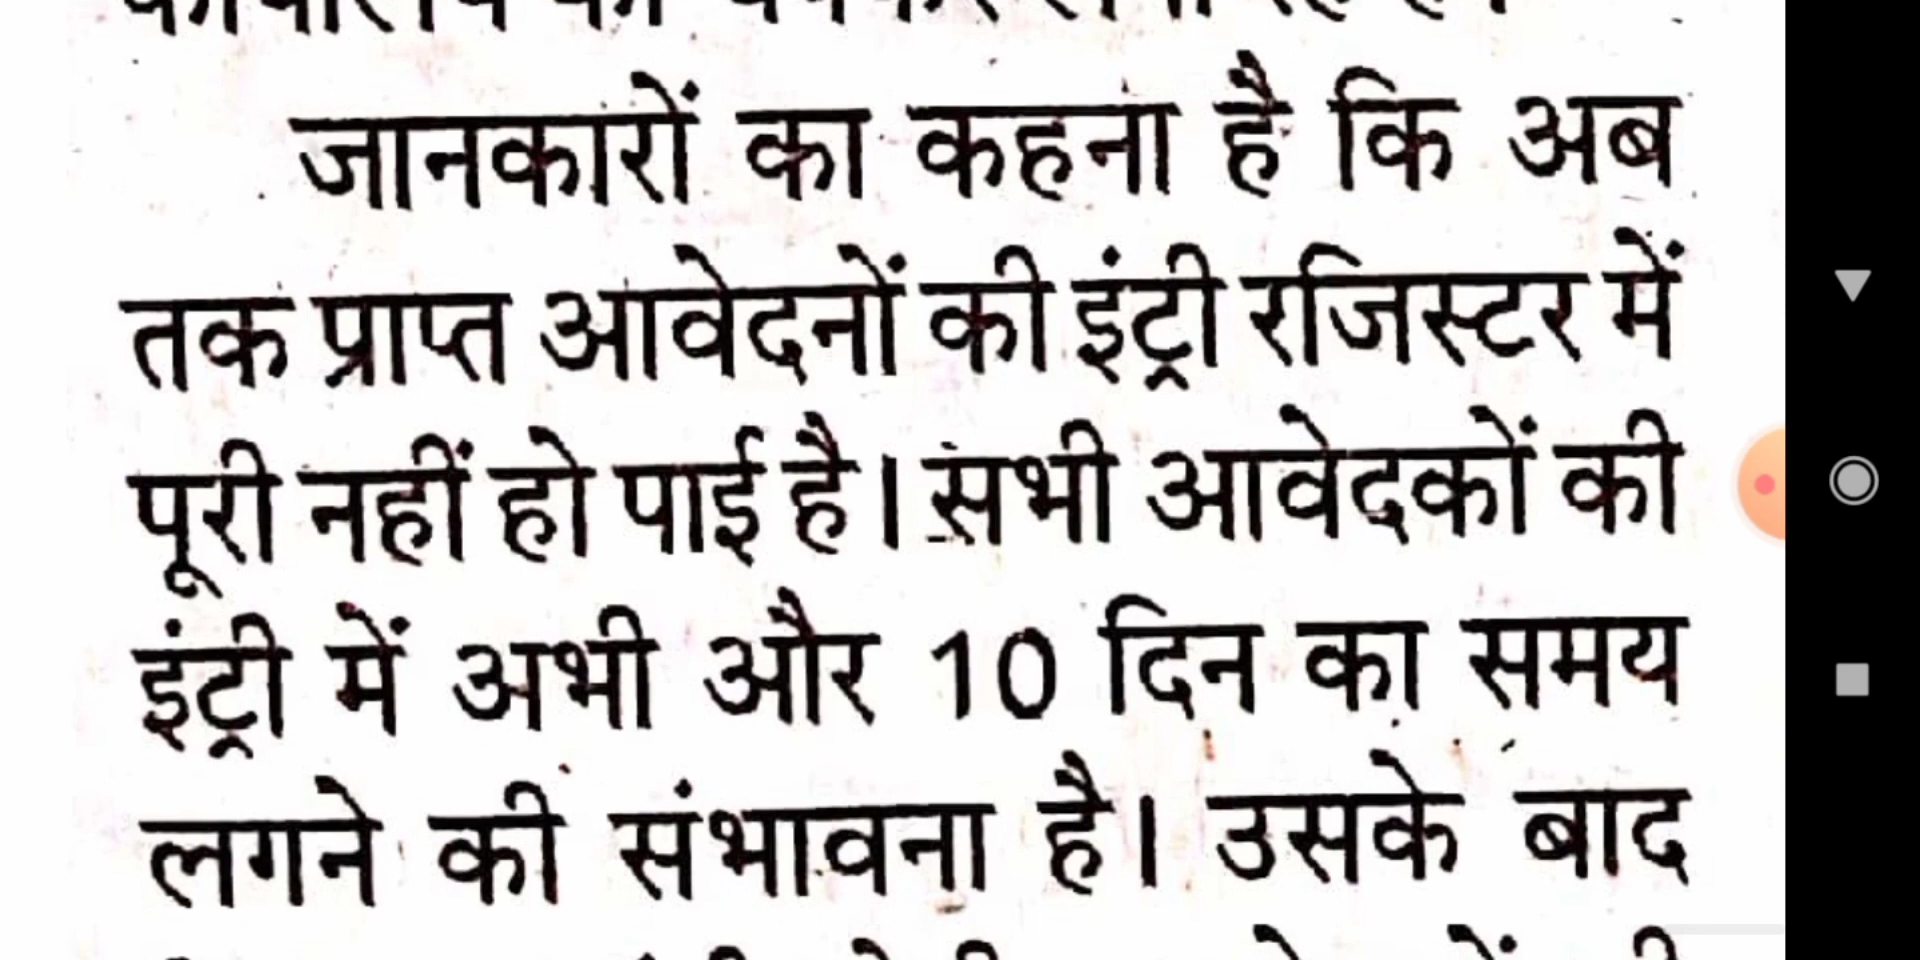 जानकारों का कहना है कि अब
तक प्राप्त आवेदनों की इंट्री रजिस्टर में
पूरी नहीं हो पाई है। सभी आवेदकों की
इंट्री में अभी और 10 दिन का समय
लगने की संभावना है। उसके बाद